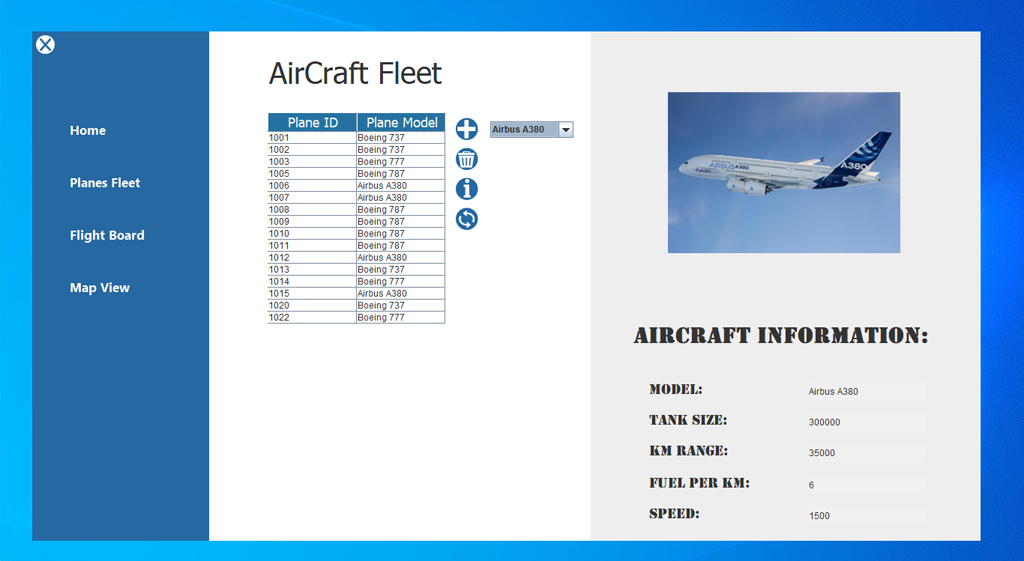 AirCraft Fleet
Home
Planes Fleet
Flight Board
Map View
Plane ID Plane Model
1001 Boeing 737
1002 Boeing 737
1003 Boeing 777
1005 Boeing 787
1006 Airbus A380
1007 Airbus A380
1008 Boeing 787
1009 Boeing 787
1010 Boeing 787
1011 Boeing 787
1012 Airbus A380
1013 Boeing 737
1014 Boeing 777
1015 Airbus A380
1020 Boeing 737
1022 Boeing 777
Airbus A380
AIRBUS A380
A380
AIRCRAFT INFORMATION:
MODEL: Airbus A380
TANK SIZE: 300000
KM RANGE: 35000
FUEL PER KM: 6
SPEED: 1500